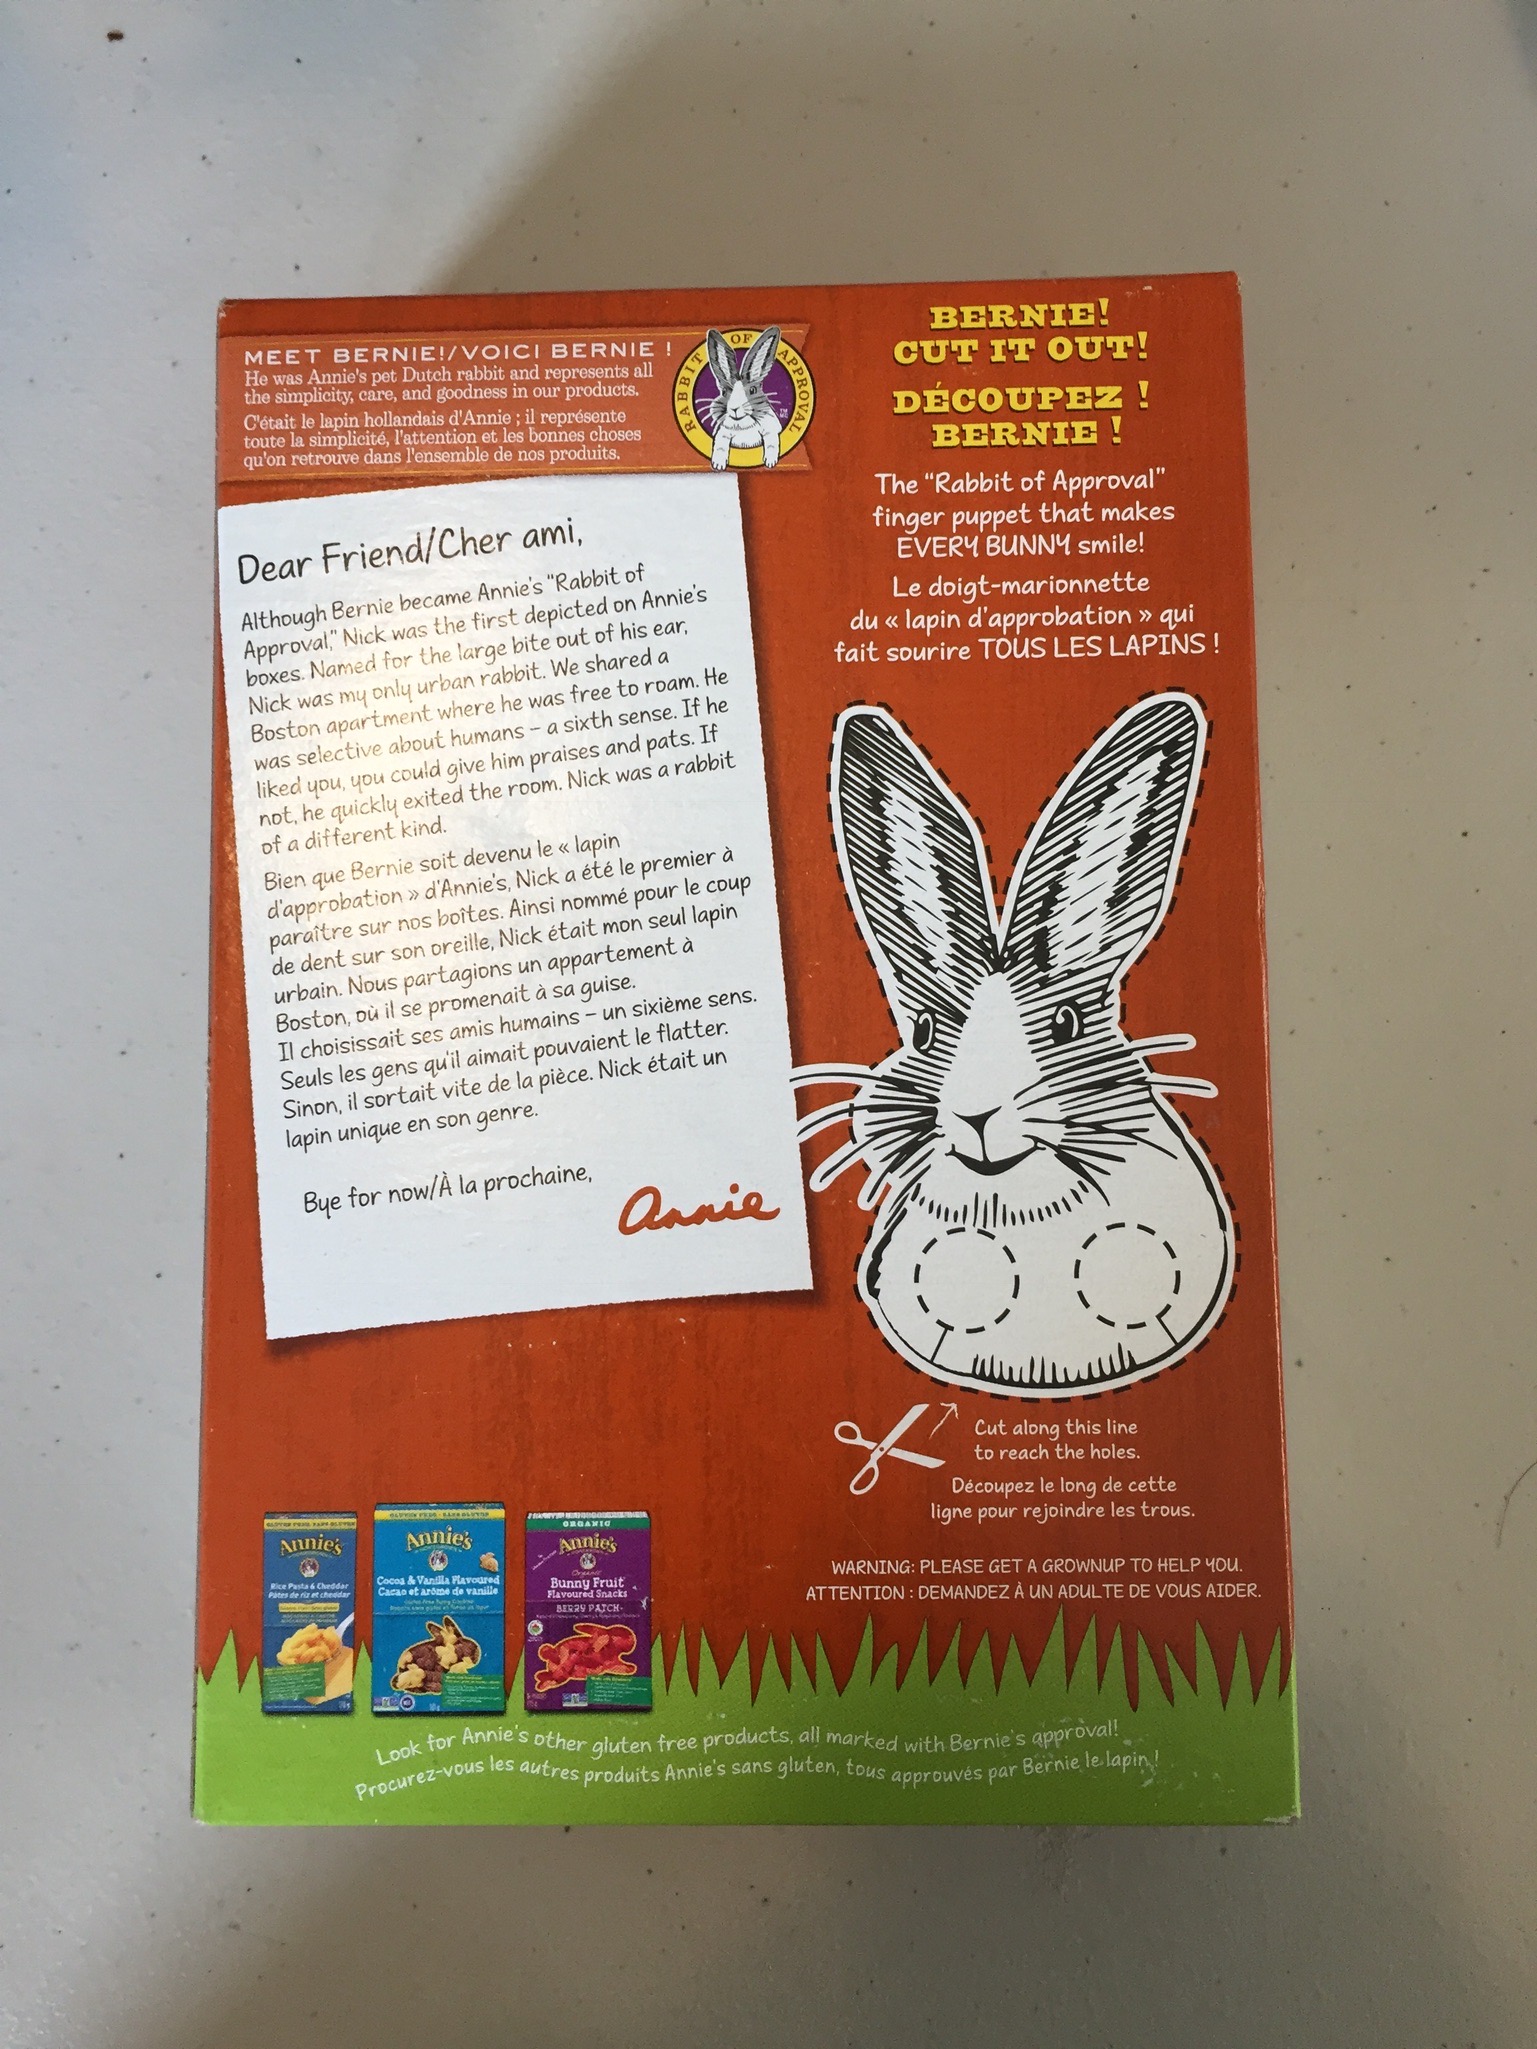 MEET BERNIE!/VOICI BERNIE !
He was Annie's pet Dutch rabbit and represents all
the simplicity, care, and goodness in our products.
C'était le lapin hollandais d'Annie ; il représente
toute la simplicité, l'attention et les bonnes choses
qu'on retrouve dans l'ensemble de nos produits.
RABBIT OF APPROVAL
Dear Friend/Cher ami,
Although Bernie became Annie's "Rabbit of
Approval," Nick was the first depicted on Annie's
boxes. Named for the large bite out of his ear,
Nick was my only urban rabbit. We shared a
Boston apartment where he was free to roam. He
was selective about humans – a sixth sense. If he
liked you, you could give him praises and pats. If
not, he quickly exited the room. Nick was a rabbit
of a different kind.
Bien que Bernie soit devenu le « lapin
d'approbation » d'Annie's, Nick a été le premier à
paraître sur nos boîtes. Ainsi nommé pour le coup
de dent sur son oreille, Nick était mon seul lapin
urbain. Nous partagions un appartement à
Boston, où il se promenait à sa guise.
Il choisissait ses amis humains – un sixième sens.
Seuls les gens qu'il aimait pouvaient le flatter.
Sinon, il sortait vite de la pièce. Nick était un
lapin unique en son genre.
Bye for now/À la prochaine,
Annie
BERNIE!
CUT IT OUT!
DÉCOUPEZ !
BERNIE !
The "Rabbit of Approval"
finger puppet that makes
EVERY BUNNY smile!
Le doigt-marionnette
du « lapin d'approbation » qui
fait sourire TOUS LES LAPINS !
Cut along this line
to reach the holes.
Découpez le long de cette
ligne pour rejoindre les trous.
WARNING: PLEASE GET A GROWNUP TO HELP YOU.
ATTENTION : DEMANDEZ À UN ADULTE DE VOUS AIDER.
GLUTEN FREE · SANS GLUTEN
Annie's
Rice Pasta & Cheddar
Pâtes de riz et cheddar
GLUTEN FREE · SANS GLUTEN
Annie's
Cocoa & Vanilla Flavoured
Cacao et arôme de vanille
ORGANIC
Annie's
Organic
Bunny Fruit
Flavoured Snacks
BERRY PATCH
Look for Annie's other gluten free products, all marked with Bernie's approval!
Procurez-vous les autres produits Annie's sans gluten, tous approuvés par Bernie le lapin !